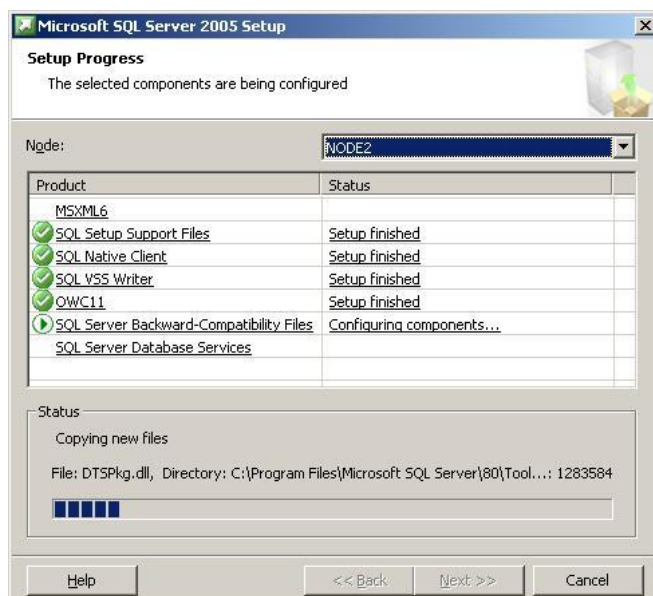 Microsoft SQL Server 2005 Setup
Setup Progress
The selected components are being configured
Node:
NODE2
Product Status
MSXML6
SQL Setup Support Files Setup finished
SQL Native Client Setup finished
SQL VSS Writer Setup finished
OWC11 Setup finished
SQL Server Backward-Compatibility Files Configuring components...
SQL Server Database Services
Status
Copying new files
File: DTSPkg.dll, Directory: C:\Program Files\Microsoft SQL Server\80\Tool...: 1283584
Help << Back Next >> Cancel